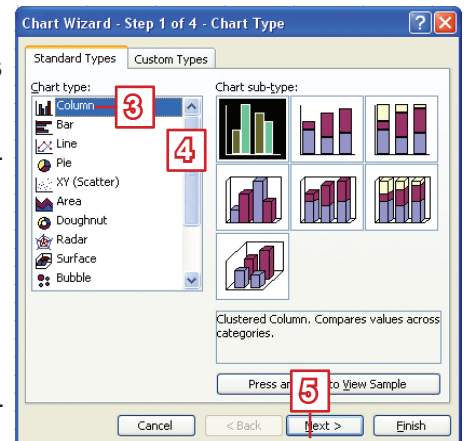 Chart Wizard - Step 1 of 4 - Chart Type
Standard Types
Custom Types
Chart type:
Column
3
Bar
Line
4
Pie
XY (Scatter)
Area
Doughnut
Radar
Surface
Bubble
Chart sub-type:
Clustered Column. Compares values across
categories.
Press
to View Sample
5
Cancel
< Back
Next >
Finish